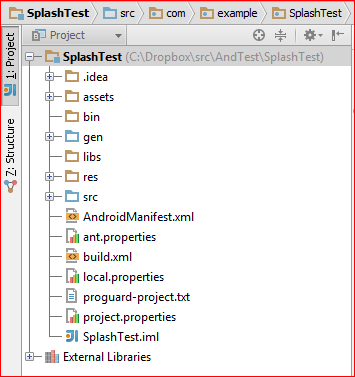 SplashTest src com example SplashTest
1: Project
Project
SplashTest (C:\Dropbox\src\AndTest\SplashTest)
.idea
assets
bin
gen
libs
res
src
AndroidManifest.xml
ant.properties
build.xml
local.properties
proguard-project.txt
project.properties
SplashTest.iml
External Libraries
7: Structure